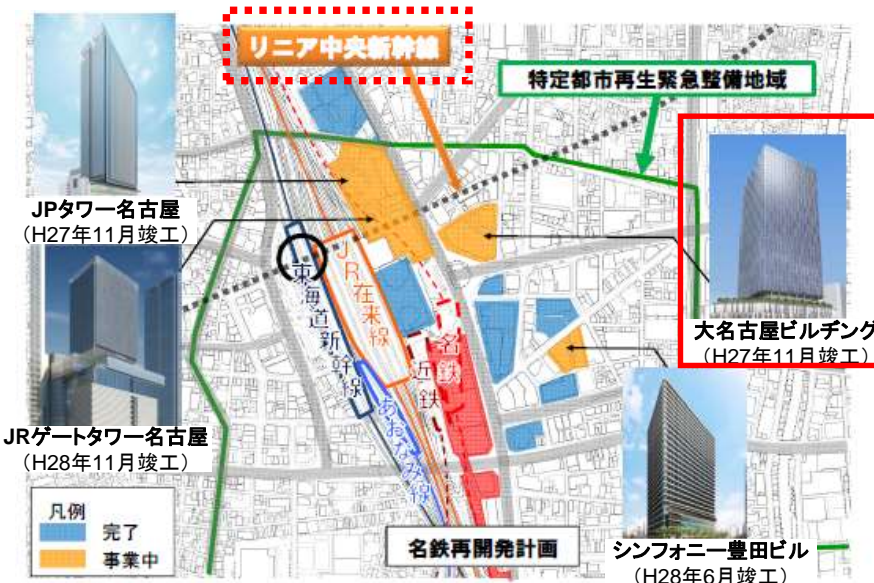 リニア中央新幹線
特定都市再生緊急整備地域
JPタワー名古屋
（H27年11月竣工）
大名古屋ビルヂング
（H27年11月竣工）
東海道新幹線
JR在来線
名鉄
近鉄
あおなみ線
JRゲートタワー名古屋
（H28年11月竣工）
凡例
完了
事業中
名鉄再開発計画
シンフォニー豊田ビル
（H28年6月竣工）